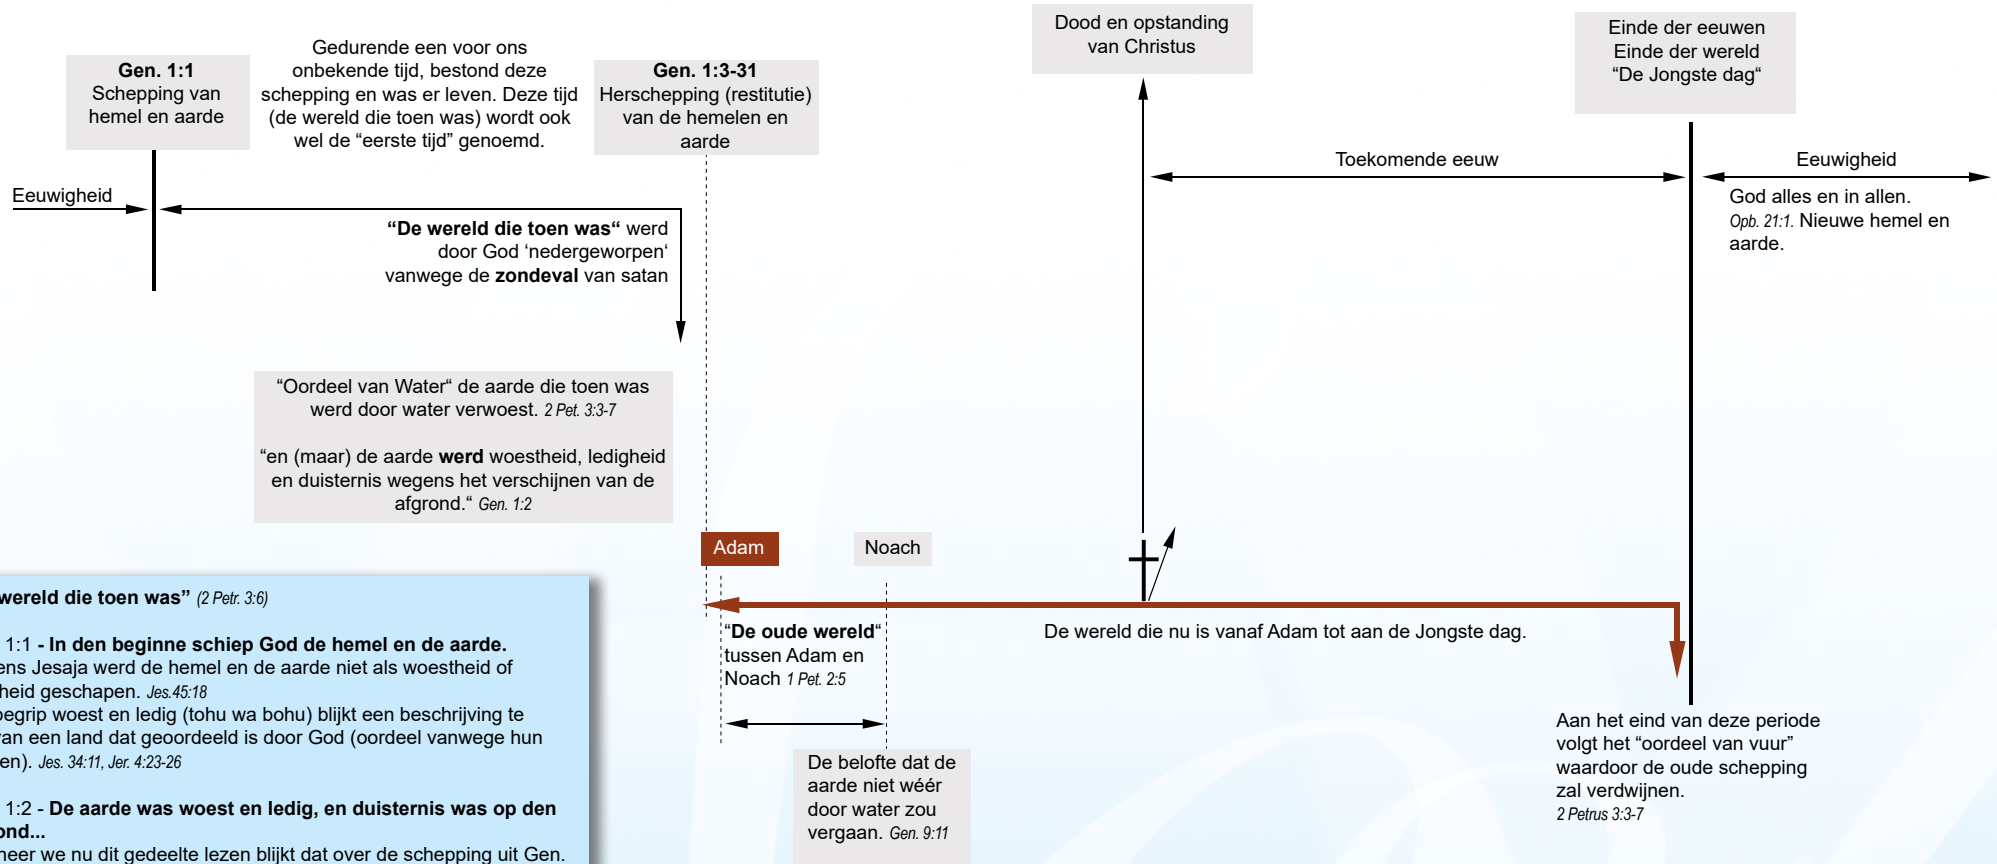 Gen. 1:1
Schepping van
hemel en aarde
Gedurende een voor ons
onbekende tijd, bestond deze
schepping en was er leven. Deze tijd
(de wereld die toen was) wordt ook
wel de “eerste tijd” genoemd.
Gen. 1:3-31
Herschepping (restitutie)
van de hemelen en
aarde
Dood en opstanding
van Christus
Einde der eeuwen
Einde der wereld
“De Jongste dag“
Eeuwigheid
Toekomende eeuw
Eeuwigheid
God alles en in allen.
Opb. 21:1. Nieuwe hemel en
aarde.
“De wereld die toen was“ werd
door God ‘nedergeworpen‘
vanwege de zondeval van satan
“Oordeel van Water“ de aarde die toen was
werd door water verwoest. 2 Pet. 3:3-7
“en (maar) de aarde werd woestheid, ledigheid
en duisternis wegens het verschijnen van de
afgrond.“ Gen. 1:2
Adam
Noach
“De oude wereld“
tussen Adam en
Noach 1 Pet. 2:5
De wereld die nu is vanaf Adam tot aan de Jongste dag.
De belofte dat de
aarde niet wéér
door water zou
vergaan. Gen. 9:11
Aan het eind van deze periode
volgt het “oordeel van vuur”
waardoor de oude schepping
zal verdwijnen.
2 Petrus 3:3-7
wereld die toen was” (2 Petr. 3:6)
1:1 - In den beginne schiep God de hemel en de aarde.
ens Jesaja werd de hemel en de aarde niet als woestheid of
heid geschapen. Jes.45:18
begrip woest en ledig (tohu wa bohu) blijkt een beschrijving te
van een land dat geoordeeld is door God (oordeel vanwege hun
en). Jes. 34:11, Jer. 4:23-26
1:2 - De aarde was woest en ledig, en duisternis was op den
ond...
neer we nu dit gedeelte lezen blijkt dat over de schepping uit Gen.